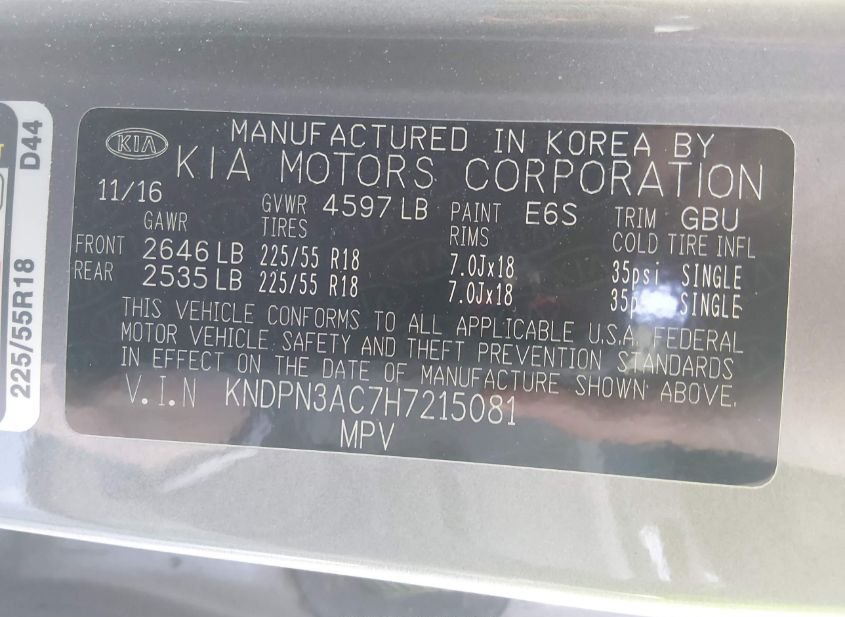 KIA
MANUFACTURED IN KOREA BY
KIA MOTORS CORPORATION
11/16 GVWR 4597 LB PAINT E6S TRIM GBU
GAWR TIRES RIMS COLD TIRE INFL
FRONT 2646 LB 225/55 R18 7.0Jx18 35psi SINGLE
REAR 2535 LB 225/55 R18 7.0Jx18 35psi SINGLE
THIS VEHICLE CONFORMS TO ALL APPLICABLE U.S.A. FEDERAL
MOTOR VEHICLE SAFETY AND THEFT PREVENTION STANDARDS
IN EFFECT ON THE DATE OF MANUFACTURE SHOWN ABOVE.
V.I.N KNDPN3AC7H7215081
MPV
225/55R18 D44